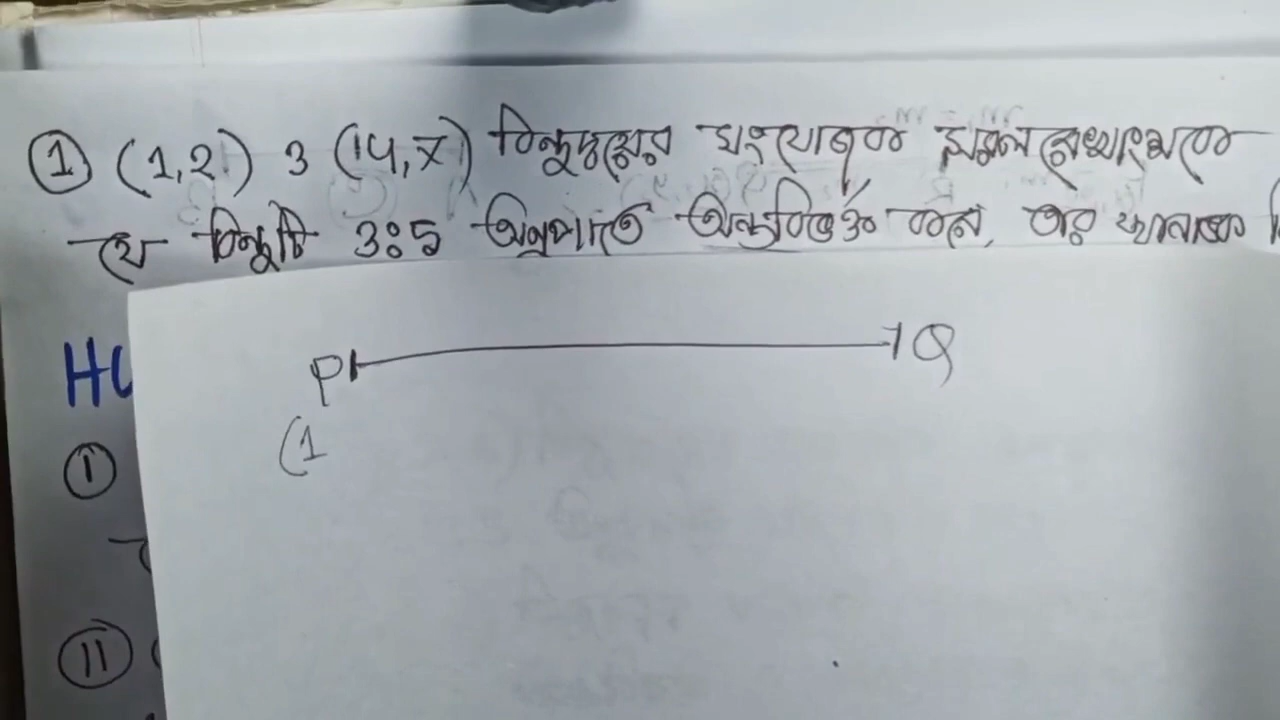 ① (1,2) ও (14,7) বিন্দুদ্বয়ের সংযোজক সরলরেখাংশকে
যে বিন্দুটি 3:5 অনুপাতে অন্তর্বিভক্ত করে, তার স্থানাঙ্ক
P Q
(1
①
⑪